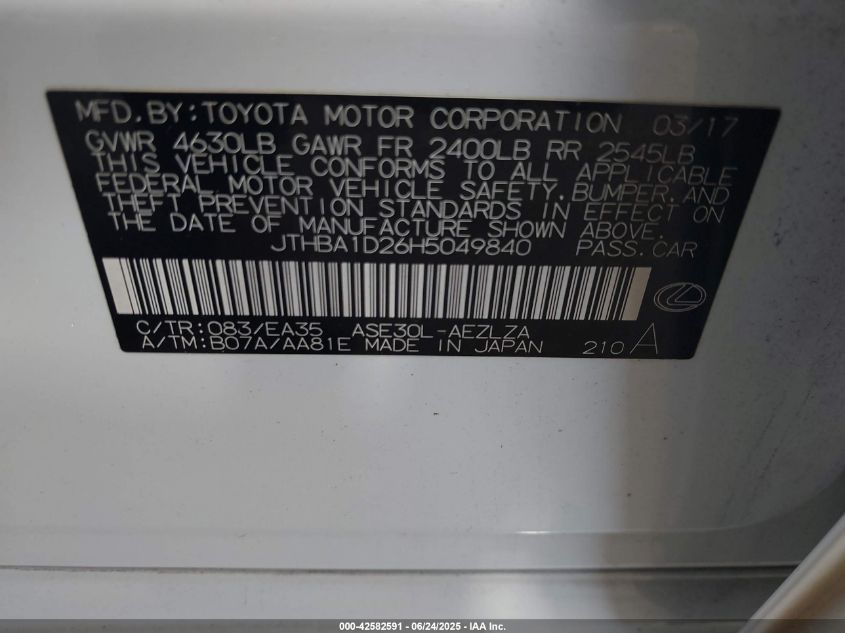 MFD. BY: TOYOTA MOTOR CORPORATION 03/17
GVWR 4630LB GAWR FR 2400LB RR 2545LB
THIS VEHICLE CONFORMS TO ALL APPLICABLE
FEDERAL MOTOR VEHICLE SAFETY, BUMPER, AND
THEFT PREVENTION STANDARDS IN EFFECT ON
THE DATE OF MANUFACTURE SHOWN ABOVE.
JTHBA1D26H5049840 PASS. CAR
C/TR: 083/EA35 ASE30L-AEZLZA
A/TM: B07A/AA81E MADE IN JAPAN 210 A
000-42582591 - 06/24/2025 - IAA Inc.